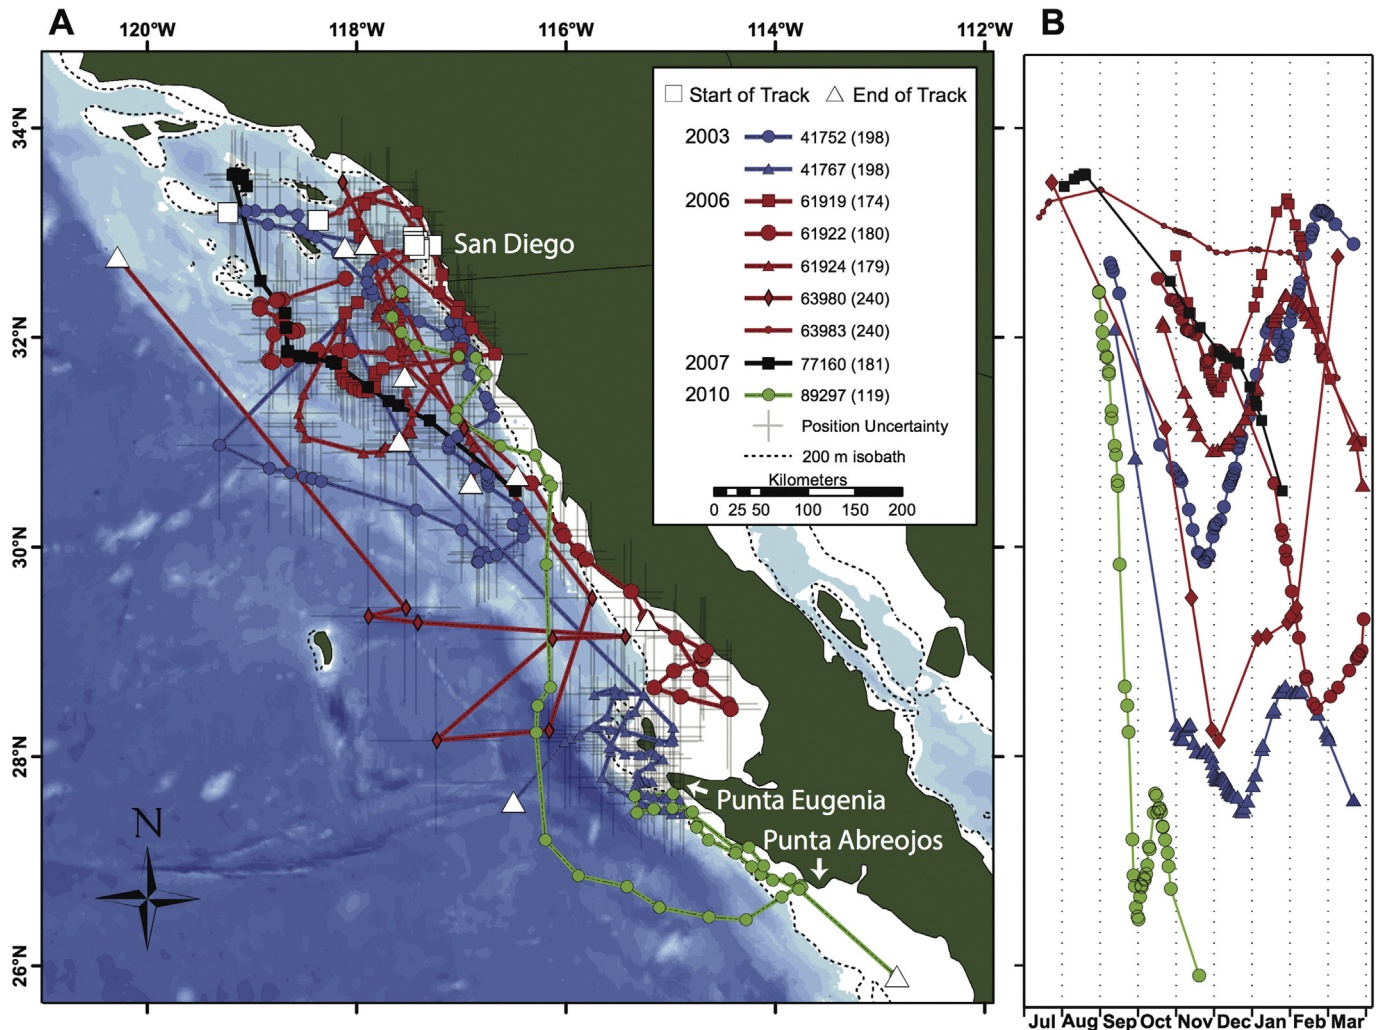 A
B
120°W 118°W 116°W 114°W 112°W
34°N
32°N
30°N
28°N
26°N
Start of Track End of Track
2003 41752 (198)
41767 (198)
2006 61919 (174)
61922 (180)
61924 (179)
63980 (240)
63983 (240)
2007 77160 (181)
2010 89297 (119)
Position Uncertainty
200 m isobath
Kilometers
0 25 50 100 150 200
San Diego
Punta Eugenia
Punta Abreojos
N
Jul Aug Sep Oct Nov Dec Jan Feb Mar